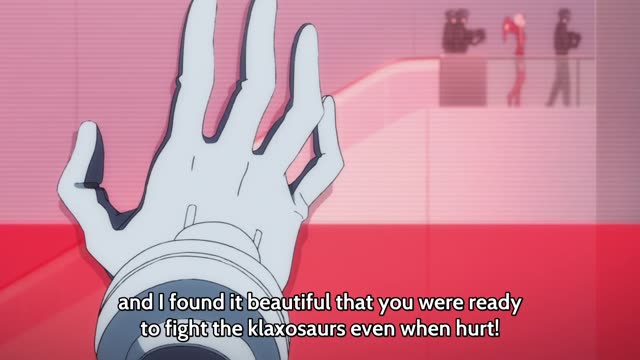 and I found it beautiful that you were ready
to fight the klaxosaurs even when hurt!